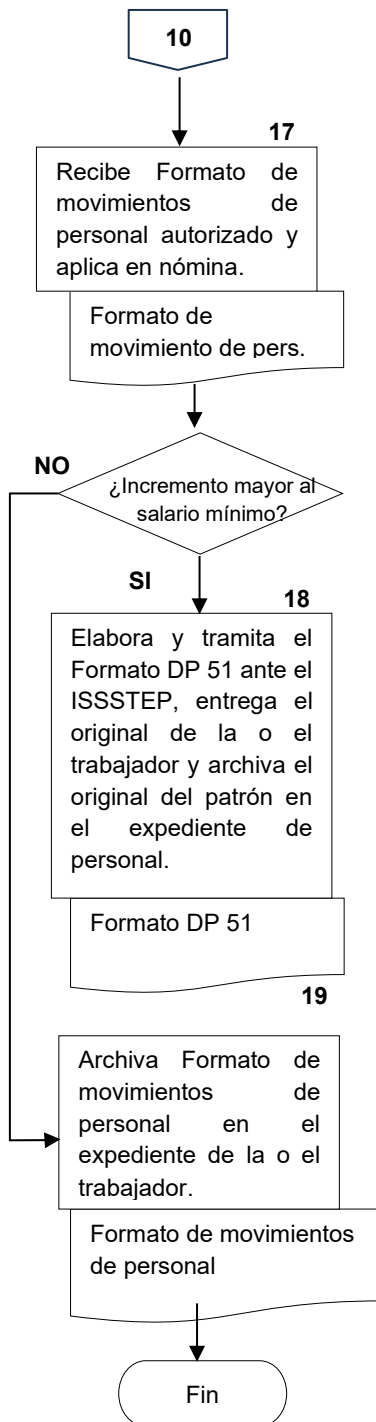 10
17
Recibe Formato de
movimientos de
personal autorizado y
aplica en nómina.
Formato de
movimiento de pers.
NO
¿Incremento mayor al
salario mínimo?
SI
18
Elabora y tramita el
Formato DP 51 ante el
ISSSTEP, entrega el
original de la o el
trabajador y archiva el
original del patrón en
el expediente de
personal.
Formato DP 51
19
Archiva Formato de
movimientos de
personal en el
expediente de la o el
trabajador.
Formato de movimientos
de personal
Fin